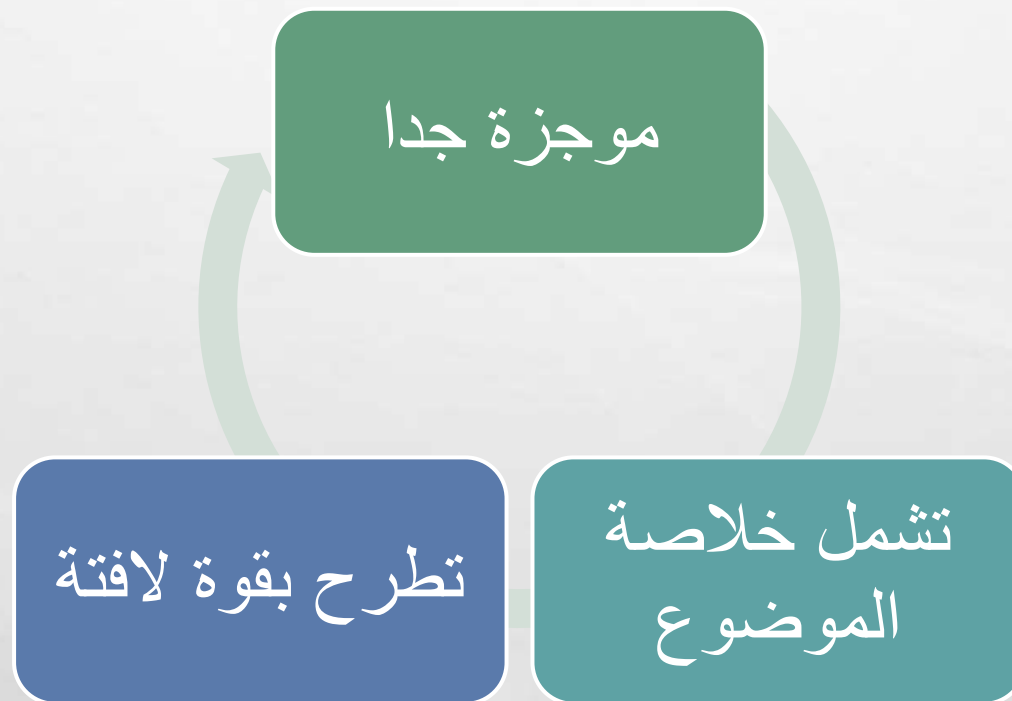 موجزة جدا
تشمل خلاصة
الموضوع
تطرح بقوة لافتة